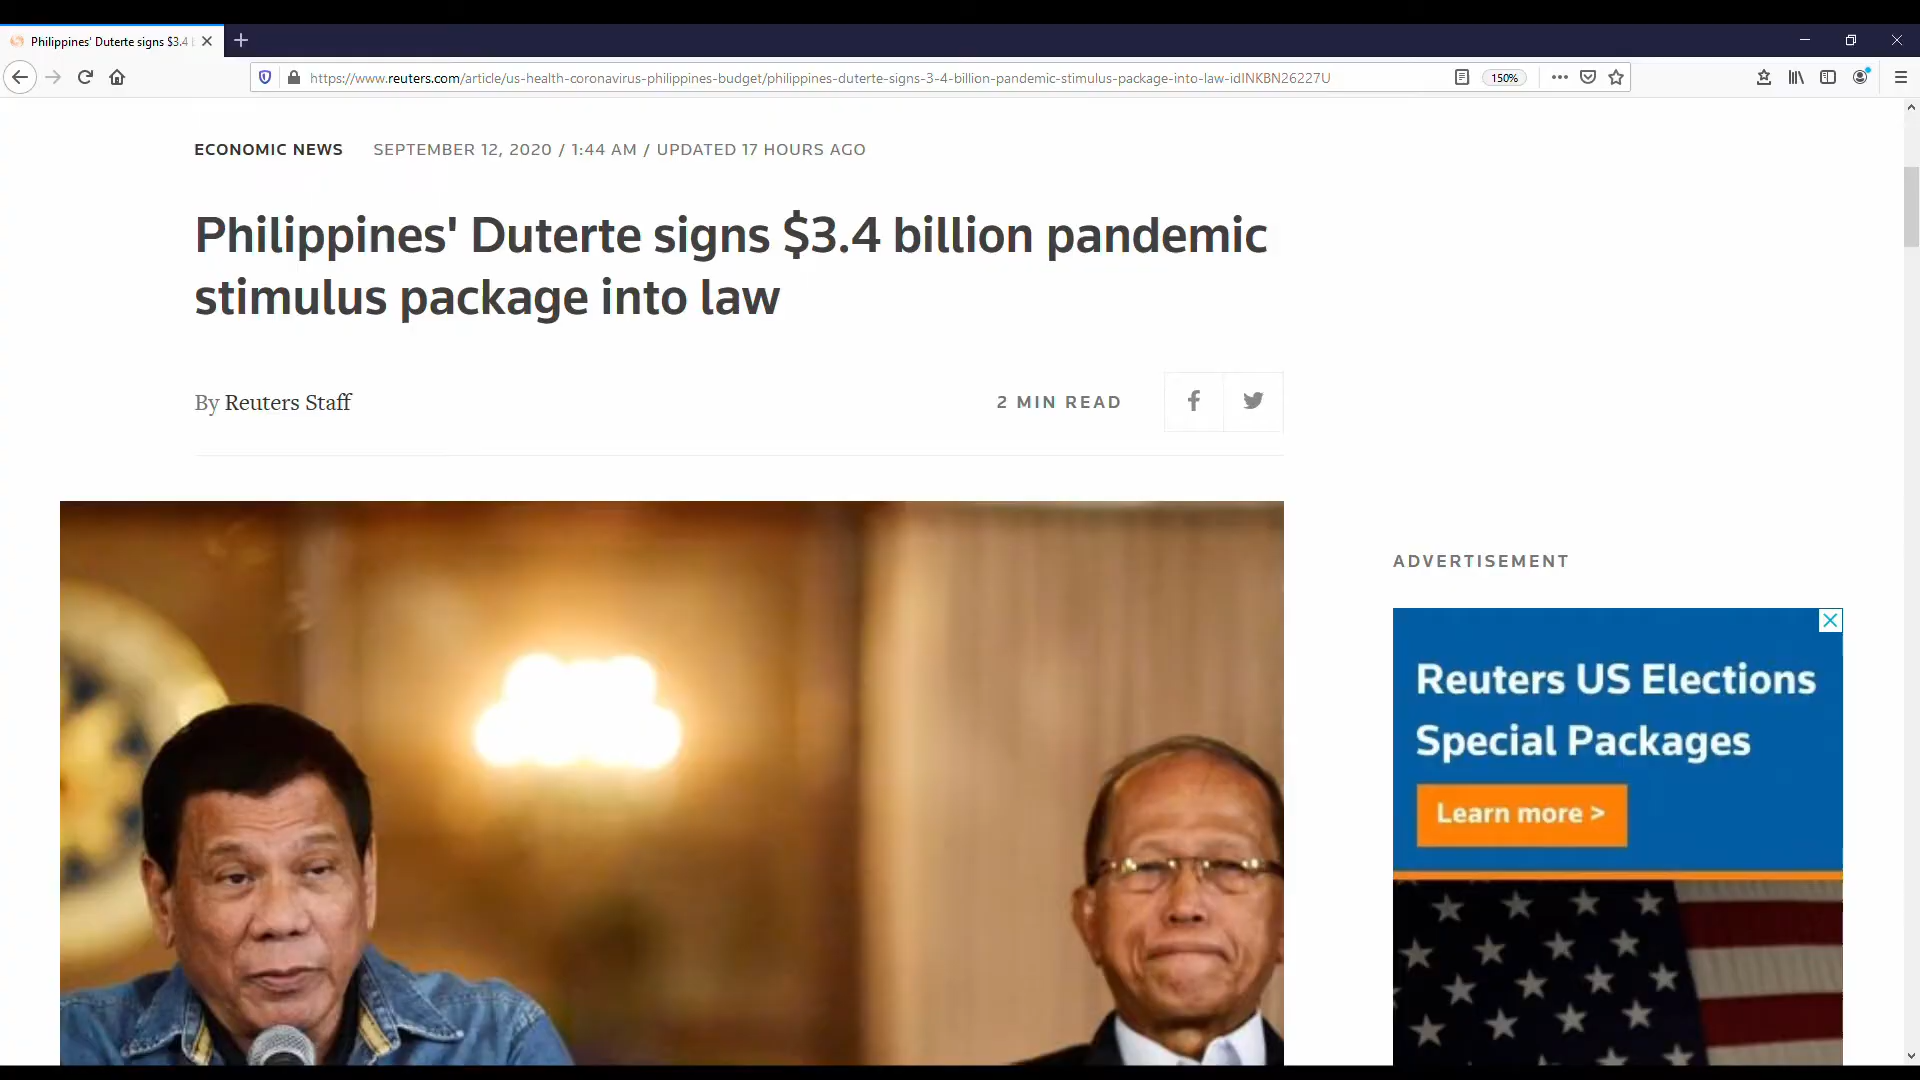 Philippines' Duterte signs $3.4
https://www.reuters.com/article/us-health-coronavirus-philippines-budget/philippines-duterte-signs-3-4-billion-pandemic-stimulus-package-into-law-idINKBN26227U
150%
ECONOMIC NEWS SEPTEMBER 12, 2020 / 1:44 AM / UPDATED 17 HOURS AGO
Philippines' Duterte signs $3.4 billion pandemic
stimulus package into law
By Reuters Staff
2 MIN READ
ADVERTISEMENT
Reuters US Elections
Special Packages
Learn more >